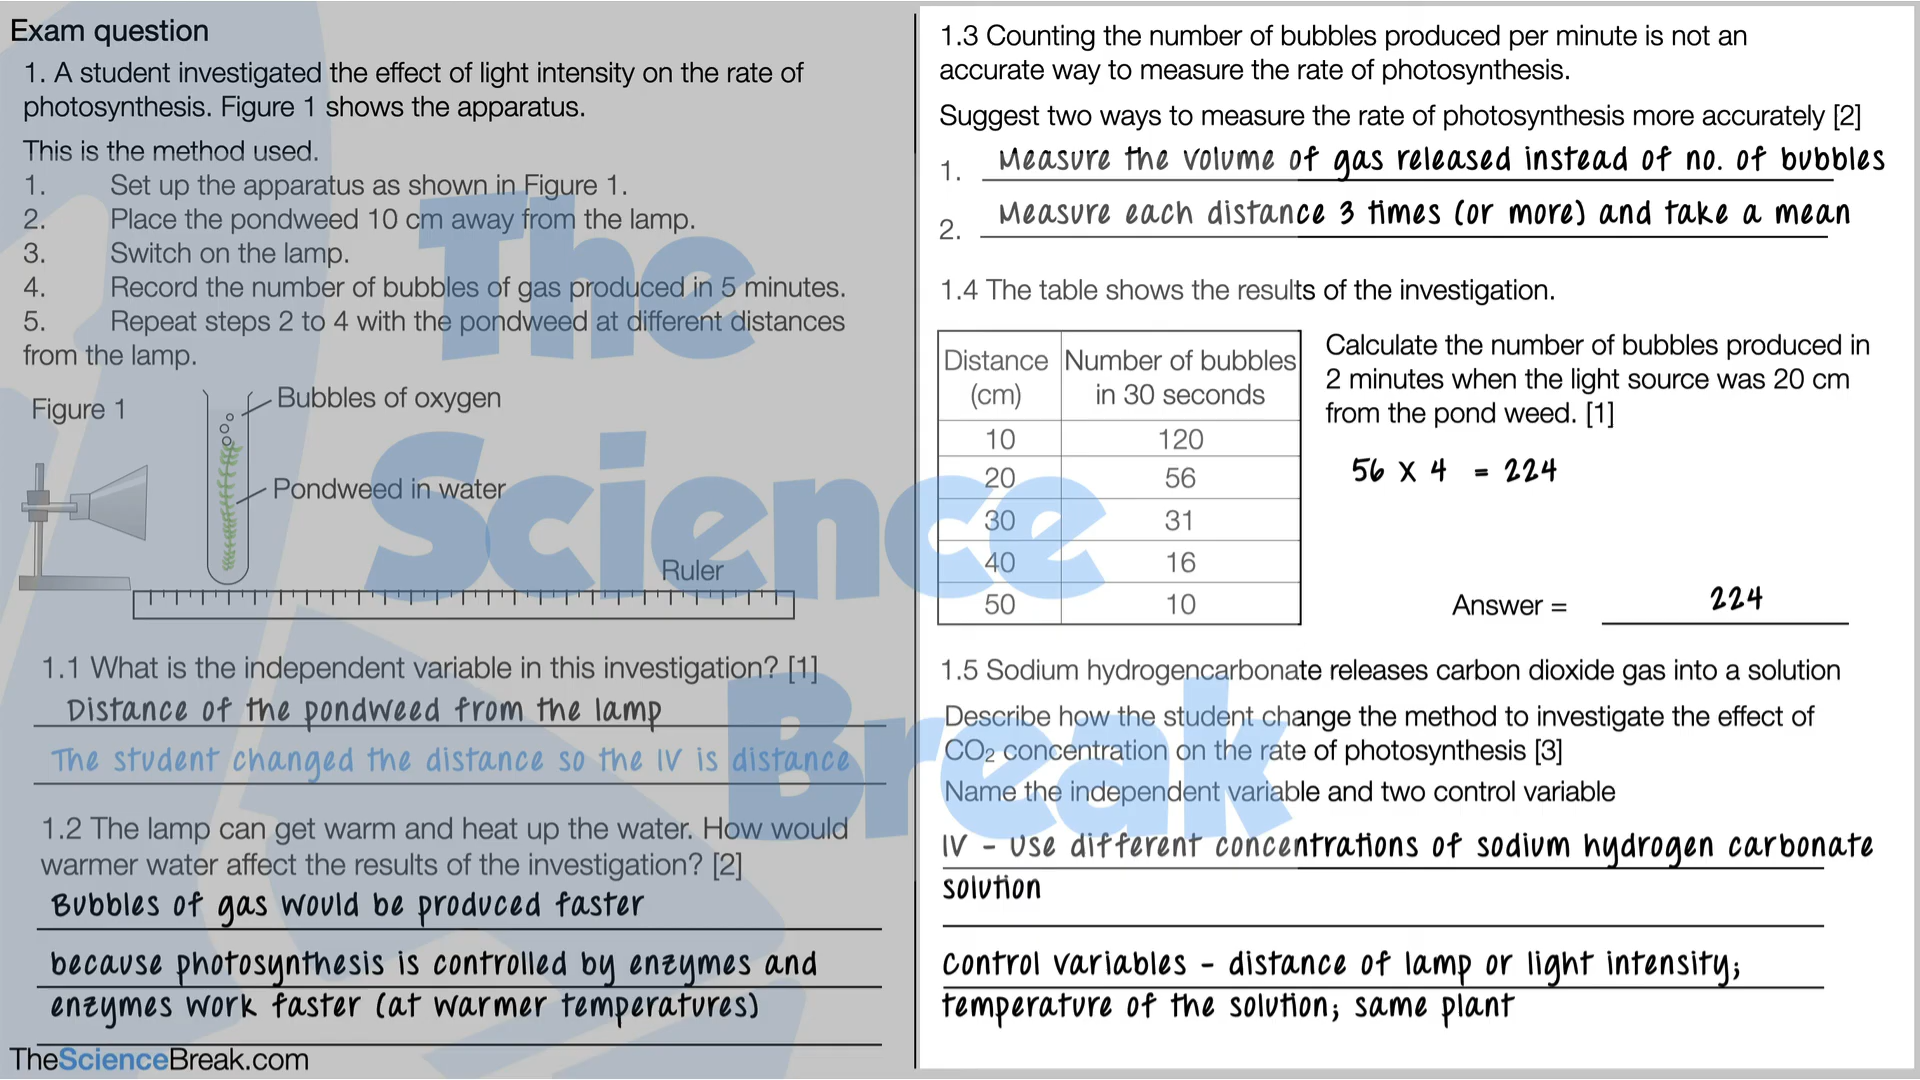 Exam question
1. A student investigated the effect of light intensity on the rate of
photosynthesis. Figure 1 shows the apparatus.
This is the method used.
1. Set up the apparatus as shown in Figure 1.
2. Place the pondweed 10 cm away from the lamp.
3. Switch on the lamp.
4. Record the number of bubbles of gas produced in 5 minutes.
5. Repeat steps 2 to 4 with the pondweed at different distances
from the lamp.
Figure 1
Bubbles of oxygen
Pondweed in water
Ruler
1.1 What is the independent variable in this investigation? [1]
Distance of the pondweed from the lamp
The student changed the distance so the IV is distance
1.2 The lamp can get warm and heat up the water. How would
warmer water affect the results of the investigation? [2]
Bubbles of gas would be produced faster
because photosynthesis is controlled by enzymes and
enzymes work faster (at warmer temperatures)
TheScienceBreak.com
1.3 Counting the number of bubbles produced per minute is not an
accurate way to measure the rate of photosynthesis.
Suggest two ways to measure the rate of photosynthesis more accurately [2]
1. Measure the volume of gas released instead of no. of bubbles
2. Measure each distance 3 times (or more) and take a mean
1.4 The table shows the results of the investigation.
Distance Number of bubbles
(cm) in 30 seconds
10 120
20 56
30 31
40 16
50 10
Calculate the number of bubbles produced in
2 minutes when the light source was 20 cm
from the pond weed. [1]
56 x 4 = 224
Answer = 224
1.5 Sodium hydrogencarbonate releases carbon dioxide gas into a solution
Describe how the student change the method to investigate the effect of
CO₂ concentration on the rate of photosynthesis [3]
Name the independent variable and two control variable
IV - Use different concentrations of sodium hydrogen carbonate
solution
Control variables - distance of lamp or light intensity;
temperature of the solution; same plant
The
Science
Break